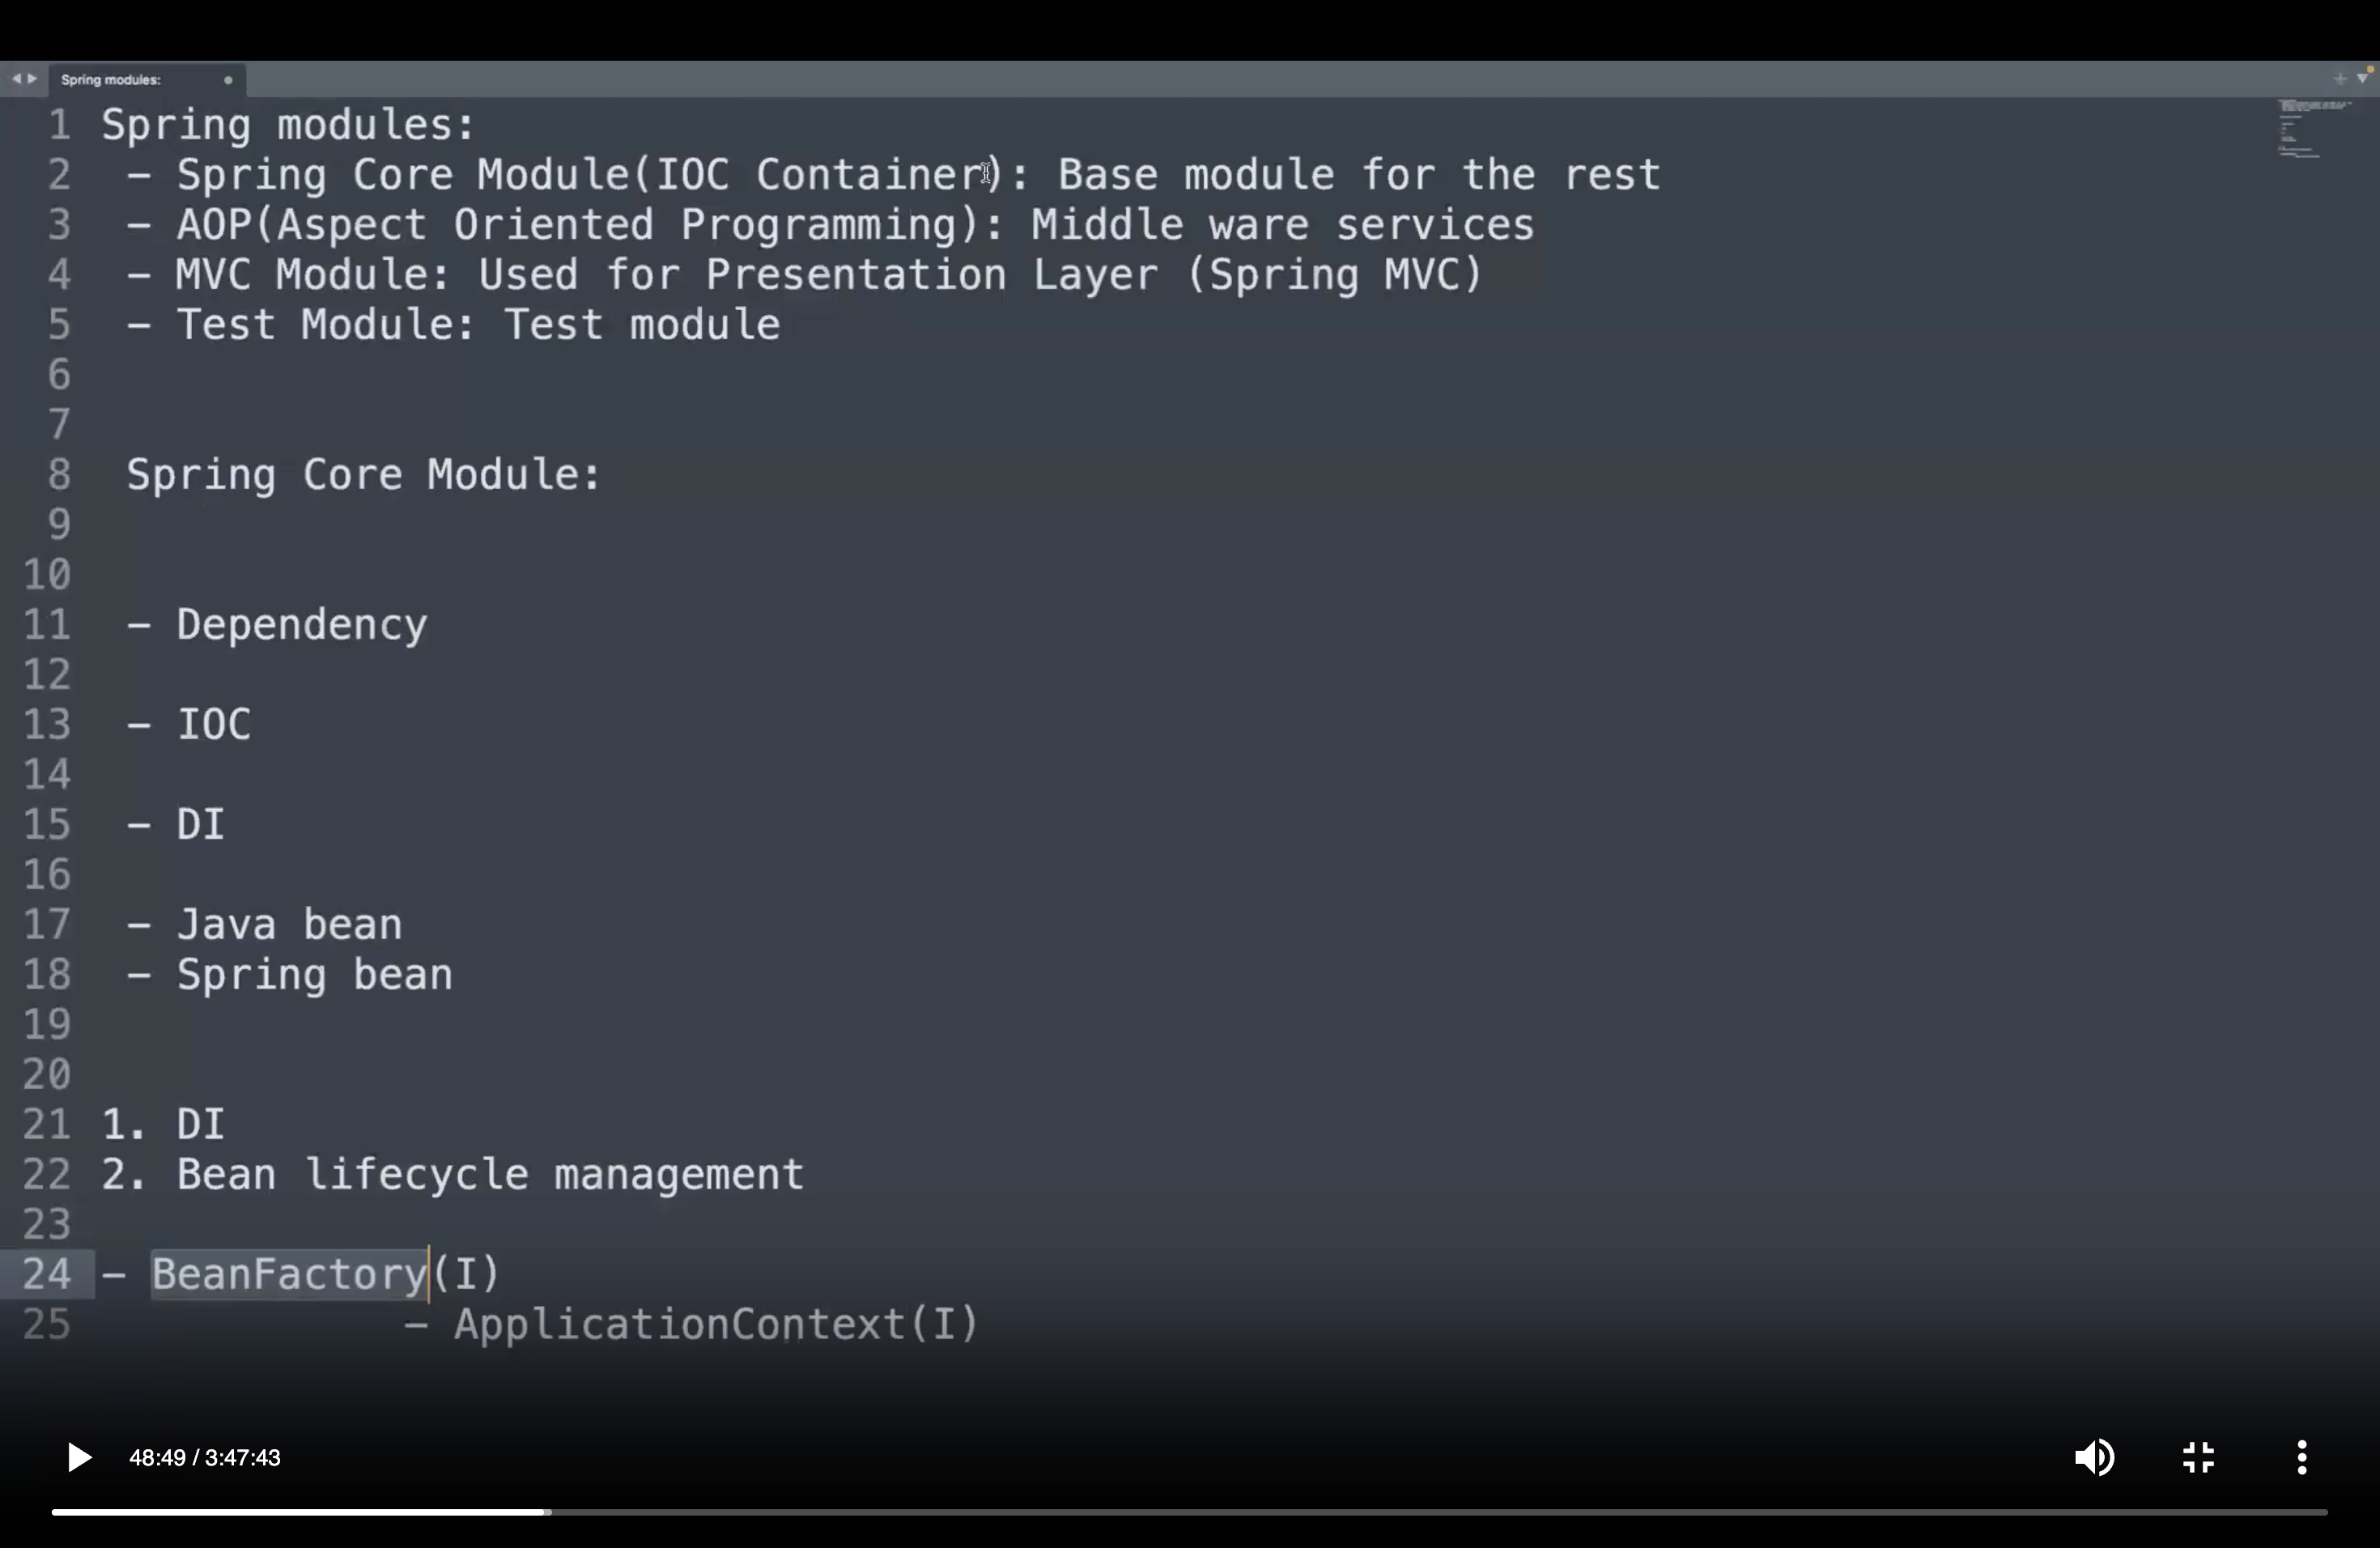 Spring modules:
1 Spring modules:
2 - Spring Core Module(IOC Container): Base module for the rest
3 - AOP(Aspect Oriented Programming): Middle ware services
4 - MVC Module: Used for Presentation Layer (Spring MVC)
5 - Test Module: Test module
6
7
8 Spring Core Module:
9
10
11 - Dependency
12
13 - IOC
14
15 - DI
16
17 - Java bean
18 - Spring bean
19
20
21 1. DI
22 2. Bean lifecycle management
23
24 - BeanFactory(I)
25 - ApplicationContext(I)
48:49 / 3:47:43